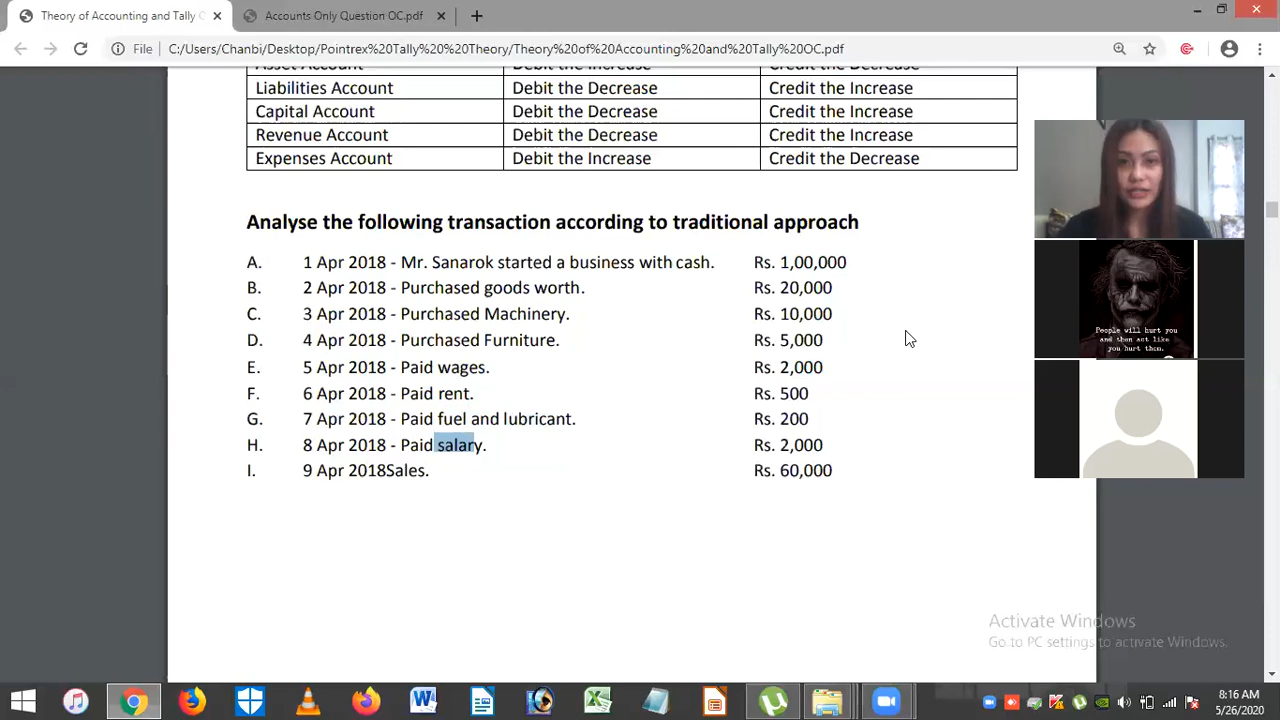 Theory of Accounting and Tally C
Accounts Only Question OC.pdf
File
C:/Users/Chanbi/Desktop/Pointrex%20Tally%20%20Theory/Theory%20of%20Accounting%20and%20Tally%20OC.pdf
Asset Account Debit the Increase Credit the Decrease
Liabilities Account Debit the Decrease Credit the Increase
Capital Account Debit the Decrease Credit the Increase
Revenue Account Debit the Decrease Credit the Increase
Expenses Account Debit the Increase Credit the Decrease
Analyse the following transaction according to traditional approach
A. 1 Apr 2018 - Mr. Sanarok started a business with cash. Rs. 1,00,000
B. 2 Apr 2018 - Purchased goods worth. Rs. 20,000
C. 3 Apr 2018 - Purchased Machinery. Rs. 10,000
D. 4 Apr 2018 - Purchased Furniture. Rs. 5,000
E. 5 Apr 2018 - Paid wages. Rs. 2,000
F. 6 Apr 2018 - Paid rent. Rs. 500
G. 7 Apr 2018 - Paid fuel and lubricant. Rs. 200
H. 8 Apr 2018 - Paid salary. Rs. 2,000
I. 9 Apr 2018Sales. Rs. 60,000
People will hurt you
and then act like
you hurt them.
Activate Windows
Go to PC settings to activate Windows.
8:16 AM
5/26/2020